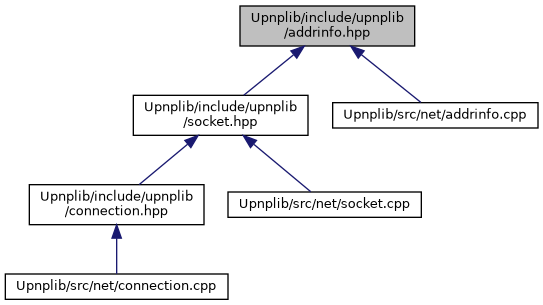 Upnplib/include/upnplib
/addrinfo.hpp
Upnplib/include/upnplib
/socket.hpp
Upnplib/src/net/addrinfo.cpp
Upnplib/include/upnplib
/connection.hpp
Upnplib/src/net/socket.cpp
Upnplib/src/net/connection.cpp